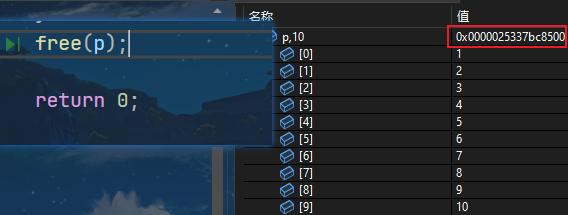 free(p);
return 0;
名称 值
p,10 0x0000025337bc8500
[0] 1
[1] 2
[2] 3
[3] 4
[4] 5
[5] 6
[6] 7
[7] 8
[8] 9
[9] 10